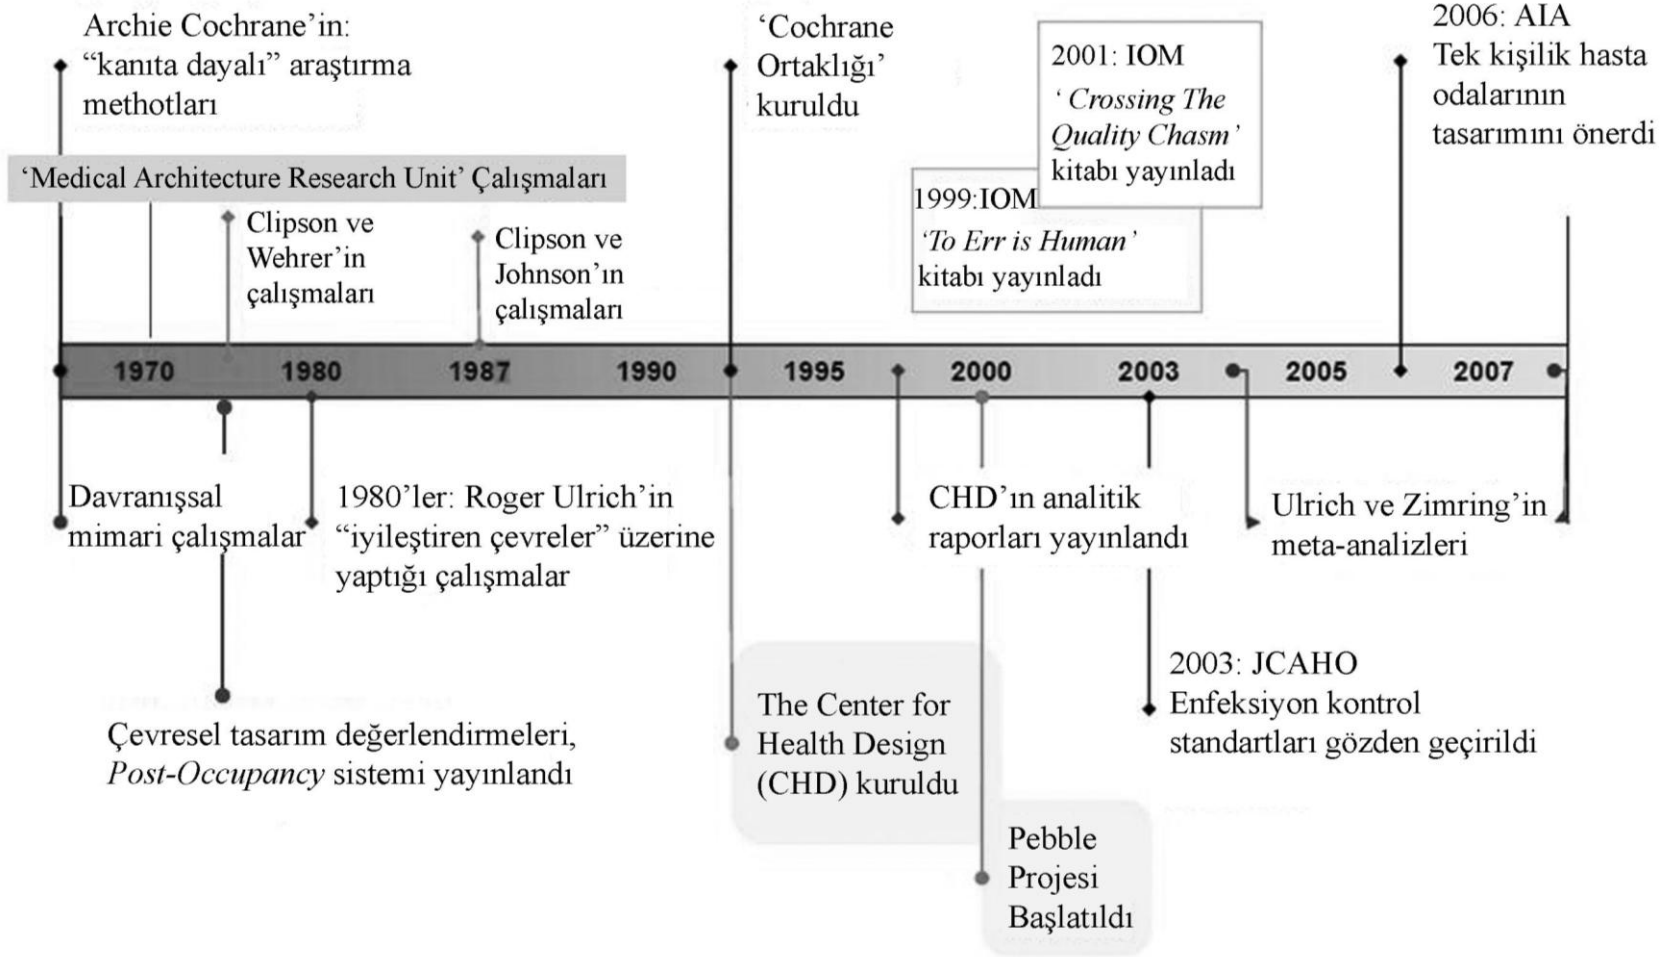 Archie Cochrane’in:
“kanıta dayalı” araştırma
methotları
‘Cochrane
Ortaklığı’
kuruldu
2001: IOM
‘ Crossing The
Quality Chasm’
kitabı yayınladı
2006: AIA
Tek kişilik hasta
odalarının
tasarımını önerdi
‘Medical Architecture Research Unit’ Çalışmaları
1999:IOM
‘To Err is Human’
kitabı yayınladı
Clipson ve
Wehrer’in
çalışmaları
Clipson ve
Johnson’ın
çalışmaları
1970 1980 1987 1990 1995 2000 2003 2005 2007
Davranışsal
mimari çalışmalar
1980’ler: Roger Ulrich’in
“iyileştiren çevreler” üzerine
yaptığı çalışmalar
CHD’ın analitik
raporları yayınlandı
Ulrich ve Zimring’in
meta-analizleri
Çevresel tasarım değerlendirmeleri,
Post-Occupancy sistemi yayınlandı
The Center for
Health Design
(CHD) kuruldu
2003: JCAHO
Enfeksiyon kontrol
standartları gözden geçirildi
Pebble
Projesi
Başlatıldı